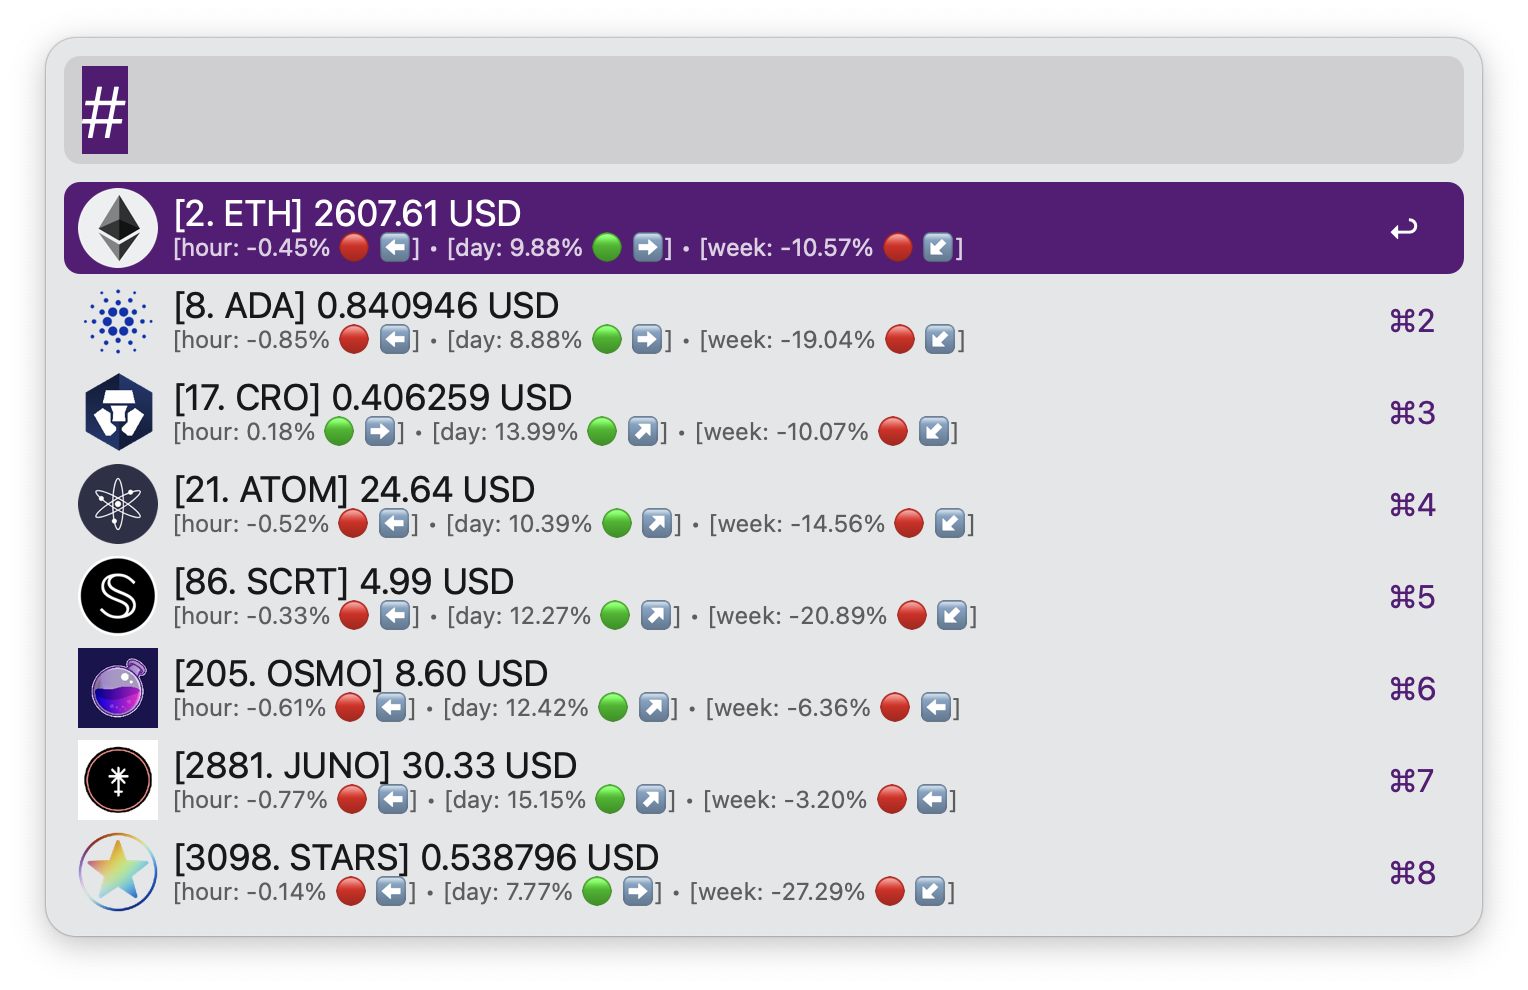 #
[2. ETH] 2607.61 USD
[hour: -0.45% 🔴 ⬅️] • [day: 9.88% 🟢 ➡️] • [week: -10.57% 🔴 ↙️]
[8. ADA] 0.840946 USD
[hour: -0.85% 🔴 ⬅️] • [day: 8.88% 🟢 ➡️] • [week: -19.04% 🔴 ↙️]
⌘2
[17. CRO] 0.406259 USD
[hour: 0.18% 🟢 ➡️] • [day: 13.99% 🟢 ↗️] • [week: -10.07% 🔴 ↙️]
⌘3
[21. ATOM] 24.64 USD
[hour: -0.52% 🔴 ⬅️] • [day: 10.39% 🟢 ↗️] • [week: -14.56% 🔴 ↙️]
⌘4
[86. SCRT] 4.99 USD
[hour: -0.33% 🔴 ⬅️] • [day: 12.27% 🟢 ↗️] • [week: -20.89% 🔴 ↙️]
⌘5
[205. OSMO] 8.60 USD
[hour: -0.61% 🔴 ⬅️] • [day: 12.42% 🟢 ↗️] • [week: -6.36% 🔴 ⬅️]
⌘6
[2881. JUNO] 30.33 USD
[hour: -0.77% 🔴 ⬅️] • [day: 15.15% 🟢 ↗️] • [week: -3.20% 🔴 ⬅️]
⌘7
[3098. STARS] 0.538796 USD
[hour: -0.14% 🔴 ⬅️] • [day: 7.77% 🟢 ➡️] • [week: -27.29% 🔴 ↙️]
⌘8